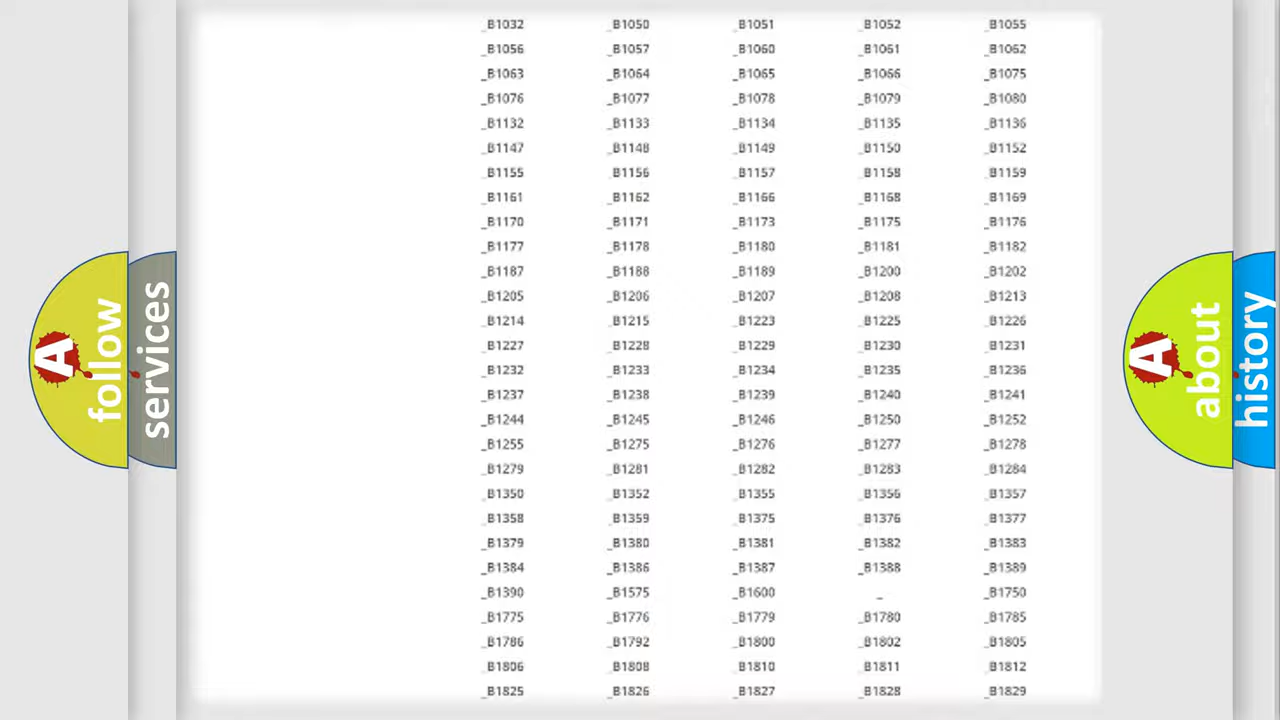 _B1032 _B1050 _B1051 _B1052 _B1055
_B1056 _B1057 _B1060 _B1061 _B1062
_B1063 _B1064 _B1065 _B1066 _B1075
_B1076 _B1077 _B1078 _B1079 _B1080
_B1132 _B1133 _B1134 _B1135 _B1136
_B1147 _B1148 _B1149 _B1150 _B1152
_B1155 _B1156 _B1157 _B1158 _B1159
_B1161 _B1162 _B1166 _B1168 _B1169
_B1170 _B1171 _B1173 _B1175 _B1176
_B1177 _B1178 _B1180 _B1181 _B1182
_B1187 _B1188 _B1189 _B1200 _B1202
_B1205 _B1206 _B1207 _B1208 _B1213
_B1214 _B1215 _B1223 _B1225 _B1226
_B1227 _B1228 _B1229 _B1230 _B1231
_B1232 _B1233 _B1234 _B1235 _B1236
_B1237 _B1238 _B1239 _B1240 _B1241
_B1244 _B1245 _B1246 _B1250 _B1252
_B1255 _B1275 _B1276 _B1277 _B1278
_B1279 _B1281 _B1282 _B1283 _B1284
_B1350 _B1352 _B1355 _B1356 _B1357
_B1358 _B1359 _B1375 _B1376 _B1377
_B1379 _B1380 _B1381 _B1382 _B1383
_B1384 _B1386 _B1387 _B1388 _B1389
_B1390 _B1575 _B1600 _ _B1750
_B1775 _B1776 _B1779 _B1780 _B1785
_B1786 _B1792 _B1800 _B1802 _B1805
_B1806 _B1808 _B1810 _B1811 _B1812
_B1825 _B1826 _B1827 _B1828 _B1829
A
follow
services
A
about
history